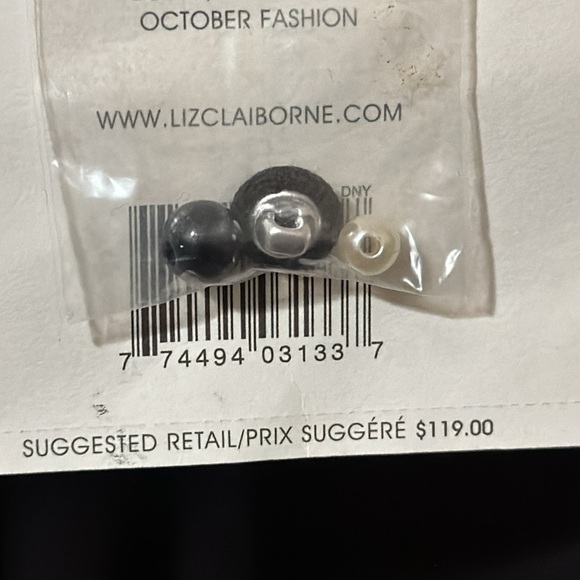 OCTOBER FASHION
WWW.LIZCLAIBORNE.COM
DNY
7 74494 03133 7
SUGGESTED RETAIL/PRIX SUGGÉRÉ $119.00